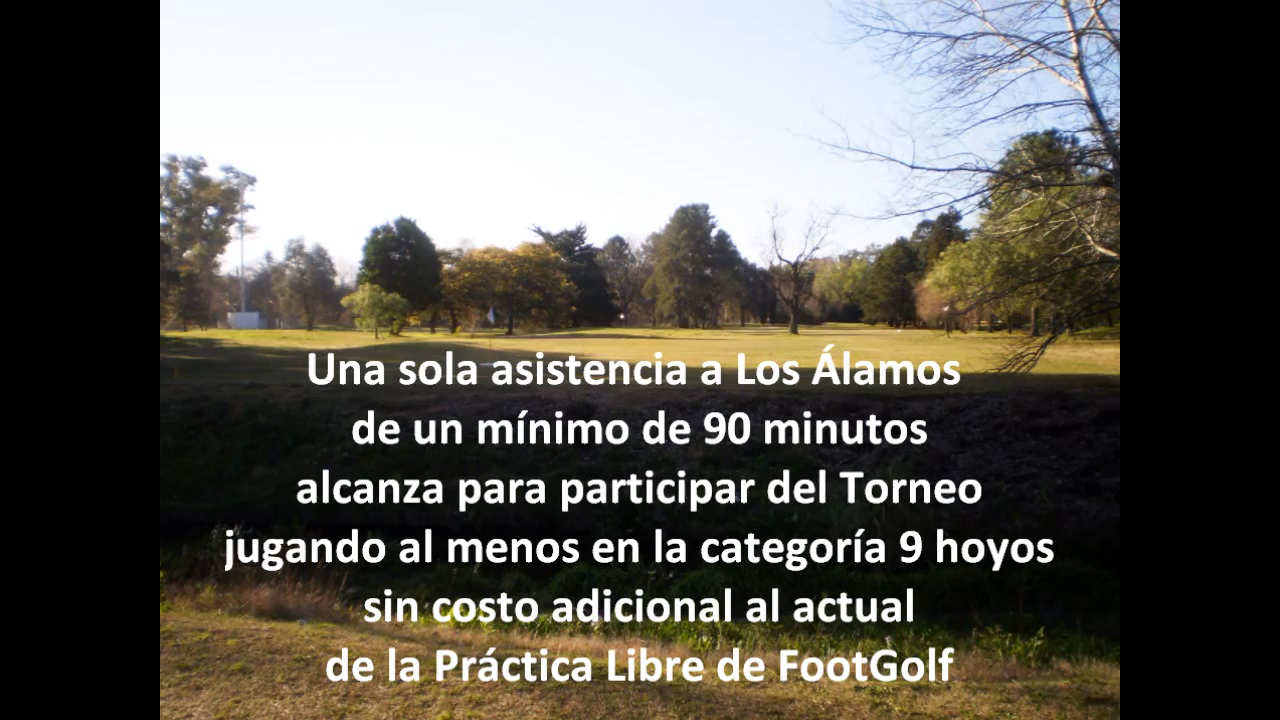 Una sola asistencia a Los Álamos
de un mínimo de 90 minutos
alcanza para participar del Torneo
jugando al menos en la categoría 9 hoyos
sin costo adicional al actual
de la Práctica Libre de FootGolf